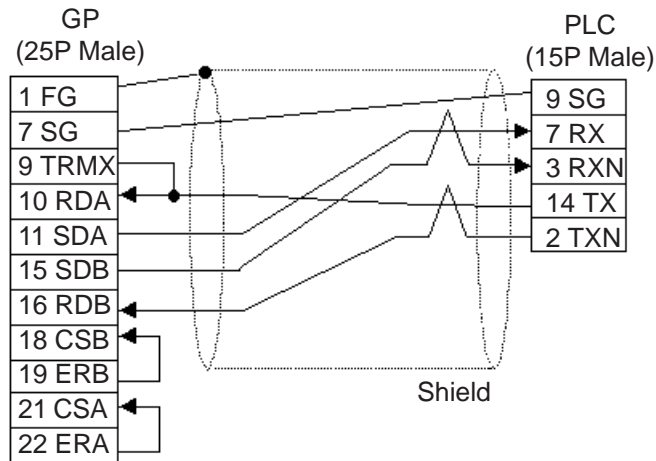 GP
(25P Male)
1 FG
7 SG
9 TRMX
10 RDA
11 SDA
15 SDB
16 RDB
18 CSB
19 ERB
21 CSA
22 ERA
PLC
(15P Male)
9 SG
7 RX
3 RXN
14 TX
2 TXN
Shield